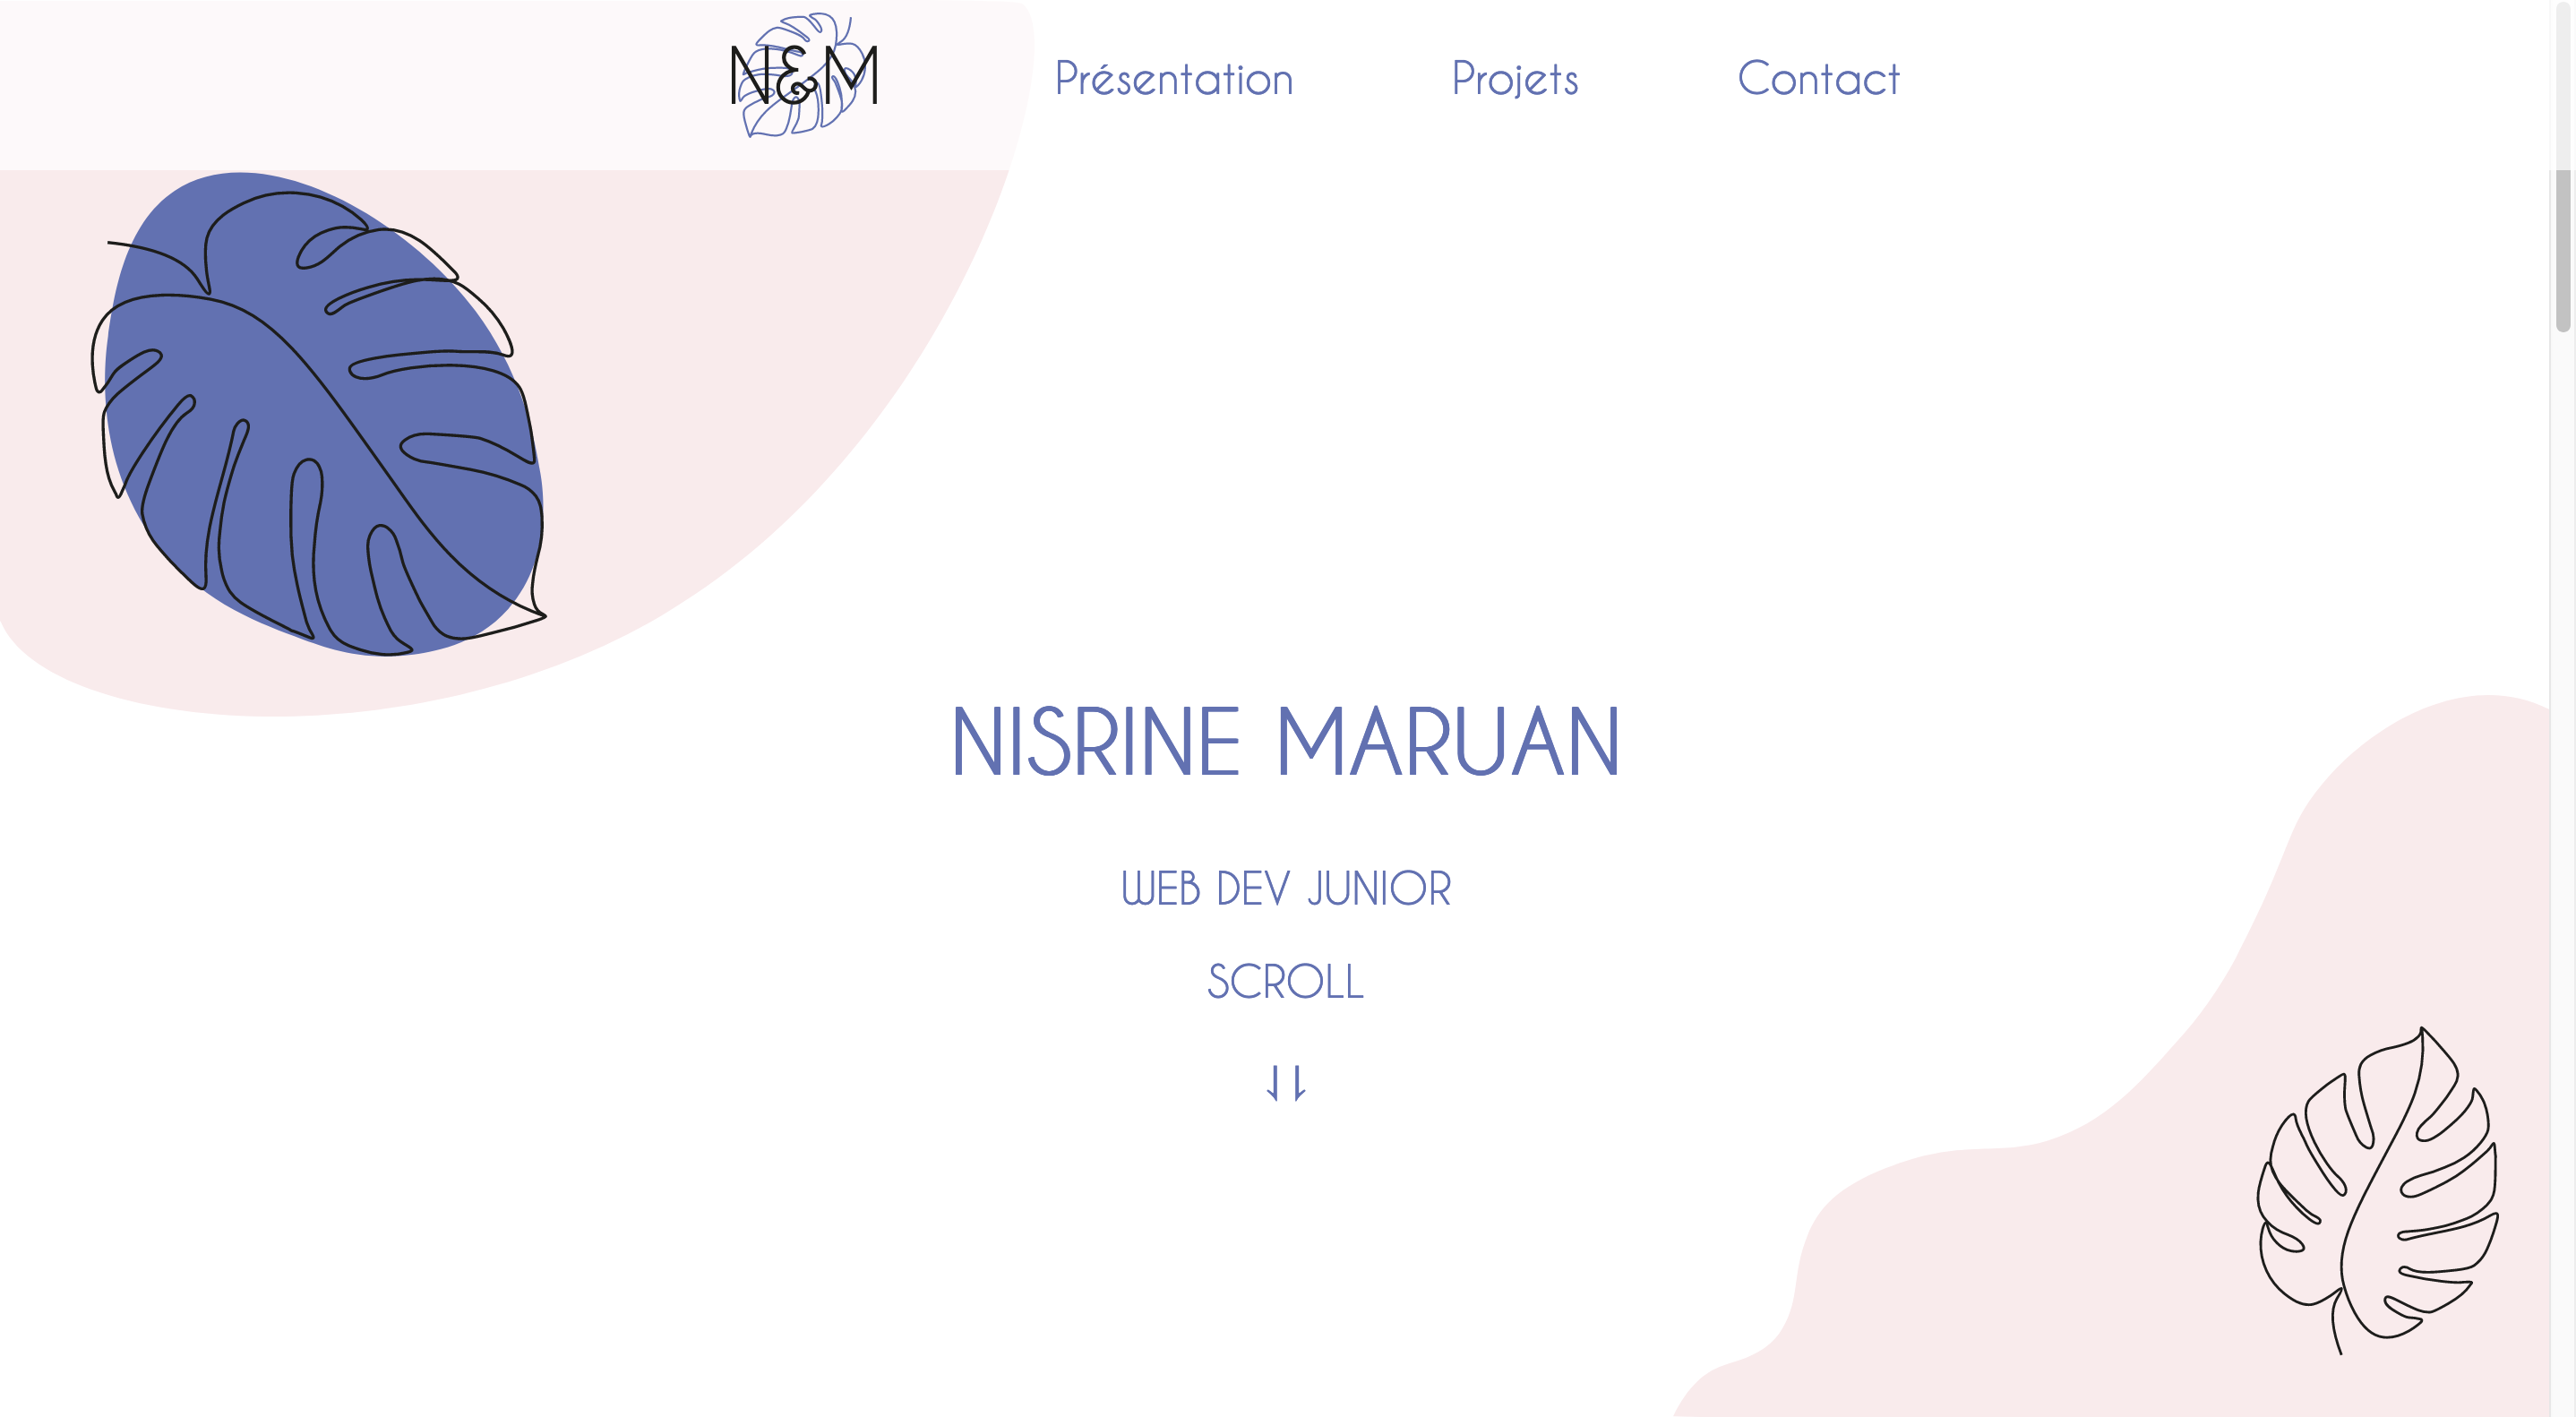 N&M
Présentation Projets Contact
NISRINE MARUAN
WEB DEV JUNIOR
SCROLL
⇃⇂